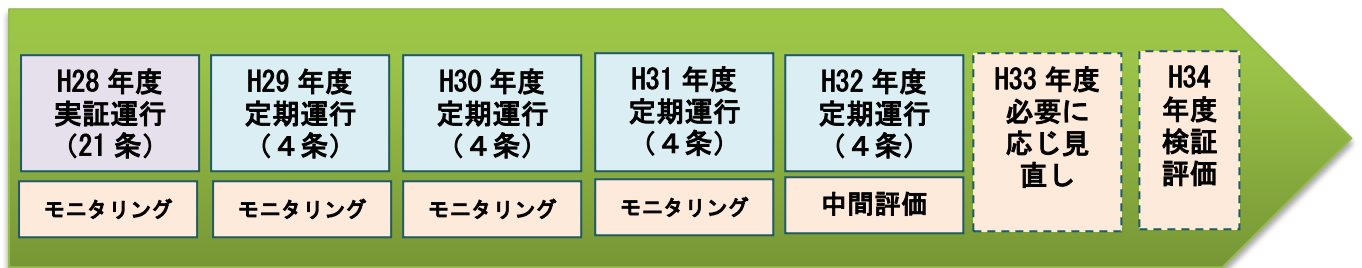 H28 年度
実証運行
（21 条）
モニタリング
H29 年度
定期運行
（４条）
モニタリング
H30 年度
定期運行
（４条）
モニタリング
H31 年度
定期運行
（４条）
モニタリング
H32 年度
定期運行
（４条）
中間評価
H33 年度
必要に
応じ見
直し
H34
年度
検証
評価